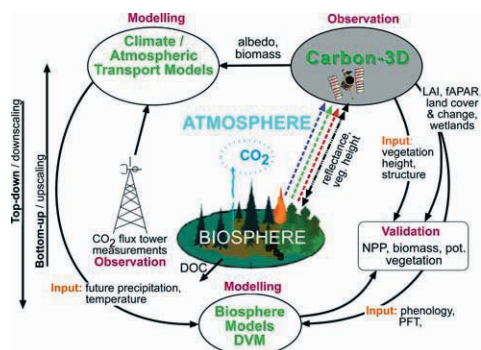 Modelling
Observation
Climate /
Atmospheric
Transport Models
albedo,
biomass
Carbon-3D
LAI, fAPAR,
land cover
& change,
wetlands
ATMOSPHERE
CO2
reflectance,
veg. height
Input:
vegetation
height,
structure
Top-down / downscaling
Bottom-up / upscaling
CO2 flux tower
measurements
Observation
BIOSPHERE
DOC
Validation
NPP, biomass, pot.
vegetation
Input: future precipitation,
temperature
Modelling
Biosphere
Models
DVM
Input: phenology,
PFT,